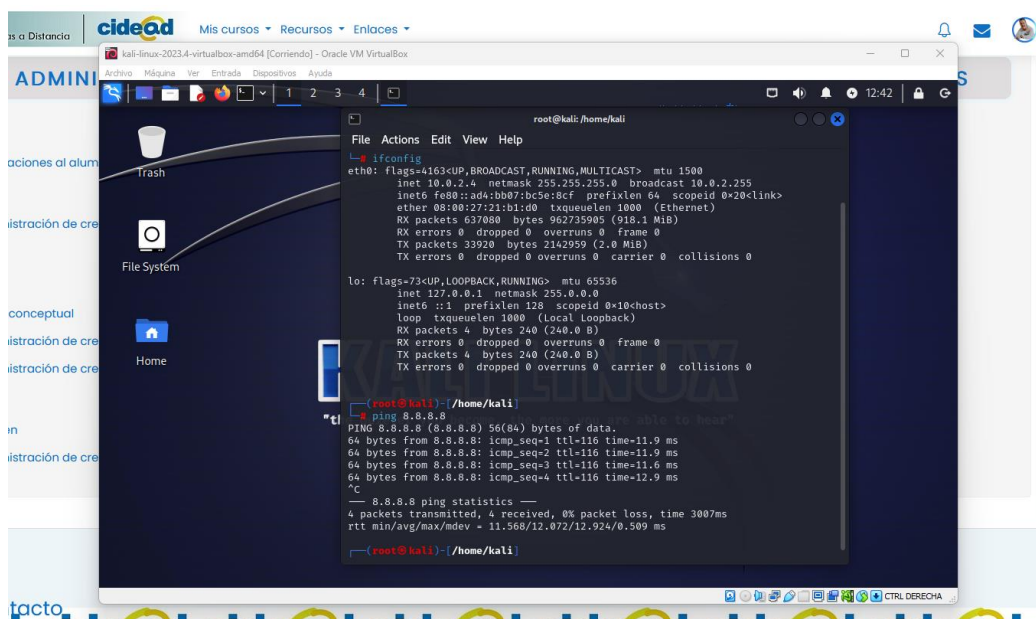 as a Distancia
cidead
Mis cursos
Recursos
Enlaces
ADMINI
S
kali-linux-2023.4-virtualbox-amd64 [Corriendo] - Oracle VM VirtualBox
Archivo Máquina Ver Entrada Dispositivos Ayuda
1 2 3 4
12:42
root@kali: /home/kali
File Actions Edit View Help
# ifconfig
eth0: flags=4163<UP,BROADCAST,RUNNING,MULTICAST> mtu 1500
inet 10.0.2.4 netmask 255.255.255.0 broadcast 10.0.2.255
inet6 fe80::ad4:bb07:bc5e:8cf prefixlen 64 scopeid 0×20<link>
ether 08:00:27:21:b1:d0 txqueuelen 1000 (Ethernet)
RX packets 637080 bytes 962735905 (918.1 MiB)
RX errors 0 dropped 0 overruns 0 frame 0
TX packets 33920 bytes 2142959 (2.0 MiB)
TX errors 0 dropped 0 overruns 0 carrier 0 collisions 0
lo: flags=73<UP,LOOPBACK,RUNNING> mtu 65536
inet 127.0.0.1 netmask 255.0.0.0
inet6 ::1 prefixlen 128 scopeid 0×10<host>
loop txqueuelen 1000 (Local Loopback)
RX packets 4 bytes 240 (240.0 B)
RX errors 0 dropped 0 overruns 0 frame 0
TX packets 4 bytes 240 (240.0 B)
TX errors 0 dropped 0 overruns 0 carrier 0 collisions 0
(root㉿kali)-[/home/kali]
# ping 8.8.8.8
PING 8.8.8.8 (8.8.8.8) 56(84) bytes of data.
64 bytes from 8.8.8.8: icmp_seq=1 ttl=116 time=11.9 ms
64 bytes from 8.8.8.8: icmp_seq=2 ttl=116 time=11.9 ms
64 bytes from 8.8.8.8: icmp_seq=3 ttl=116 time=11.6 ms
64 bytes from 8.8.8.8: icmp_seq=4 ttl=116 time=12.9 ms
^C
— 8.8.8.8 ping statistics —
4 packets transmitted, 4 received, 0% packet loss, time 3007ms
rtt min/avg/max/mdev = 11.568/12.072/12.924/0.509 ms
(root㉿kali)-[/home/kali]
Trash
File System
Home
KALI LINUX
you are able to hear"
aciones al alum
istración de cre
conceptual
istración de cre
istración de cre
en
istración de cre
CTRL DERECHA
tacto